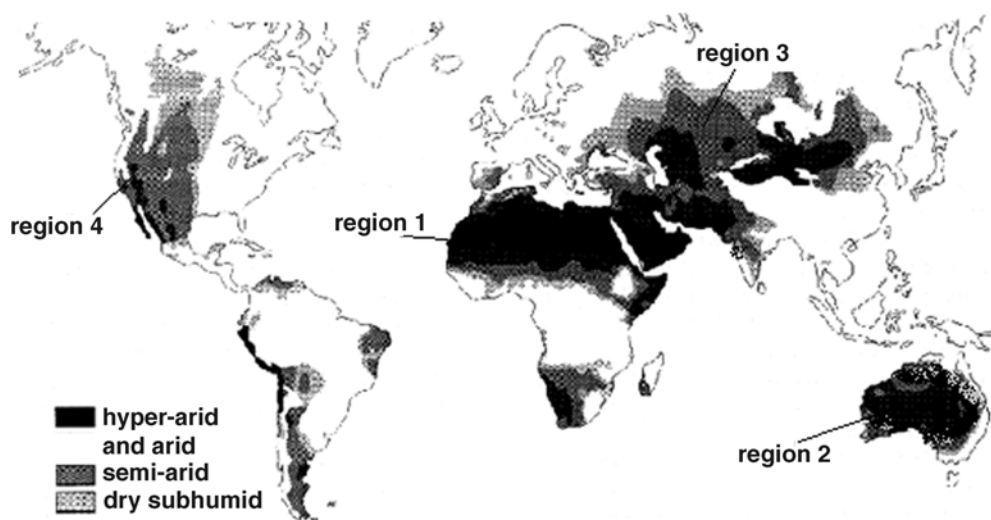 region 3
region 4
region 1
region 2
hyper-arid
and arid
semi-arid
dry subhumid